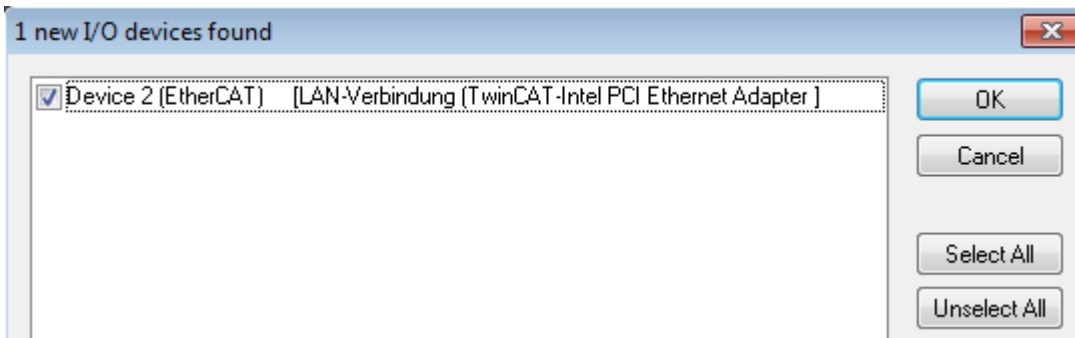 1 new I/O devices found
Device 2 (EtherCAT) [LAN-Verbindung (TwinCAT-Intel PCI Ethernet Adapter ]
OK
Cancel
Select All
Unselect All